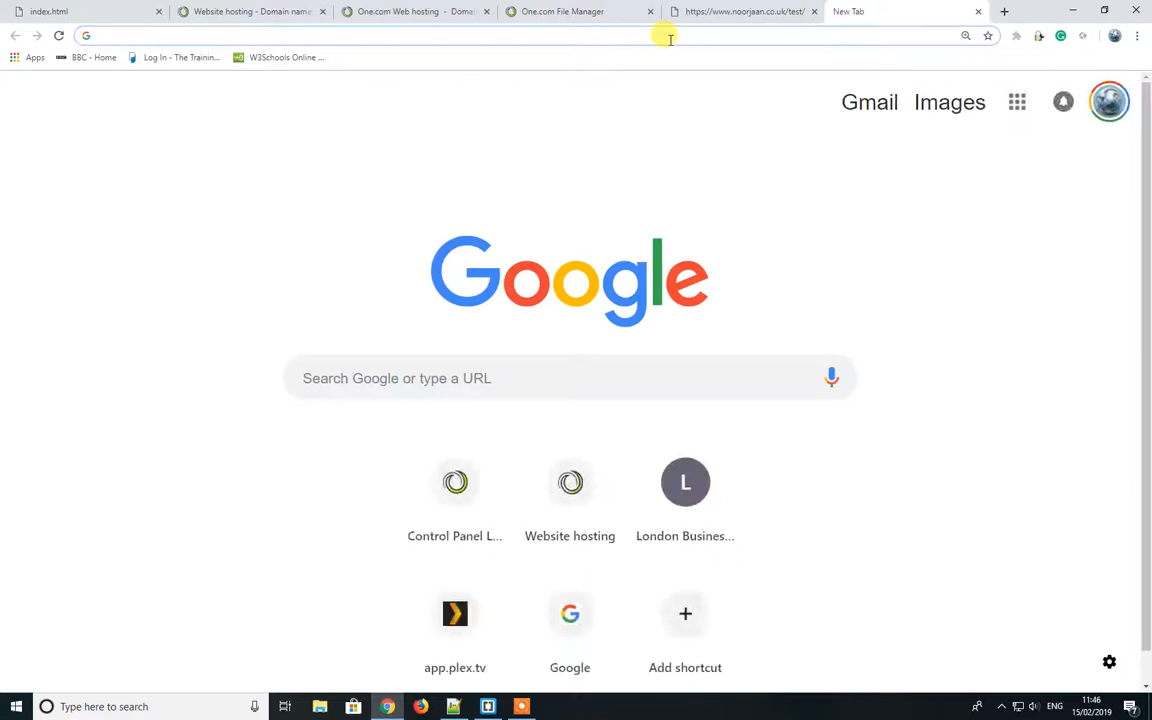 index.html
Website hosting - Domain name
One.com Web hosting - Domai
One.com File Manager
https://www.noorjaan.co.uk/test/
New Tab
Apps
BBC - Home
Log In - The Trainin...
W3Schools Online ...
Gmail
Images
Google
Search Google or type a URL
L
Control Panel L...
Website hosting
London Busines...
app.plex.tv
Google
Add shortcut
Type here to search
ENG
11:46
15/02/2019